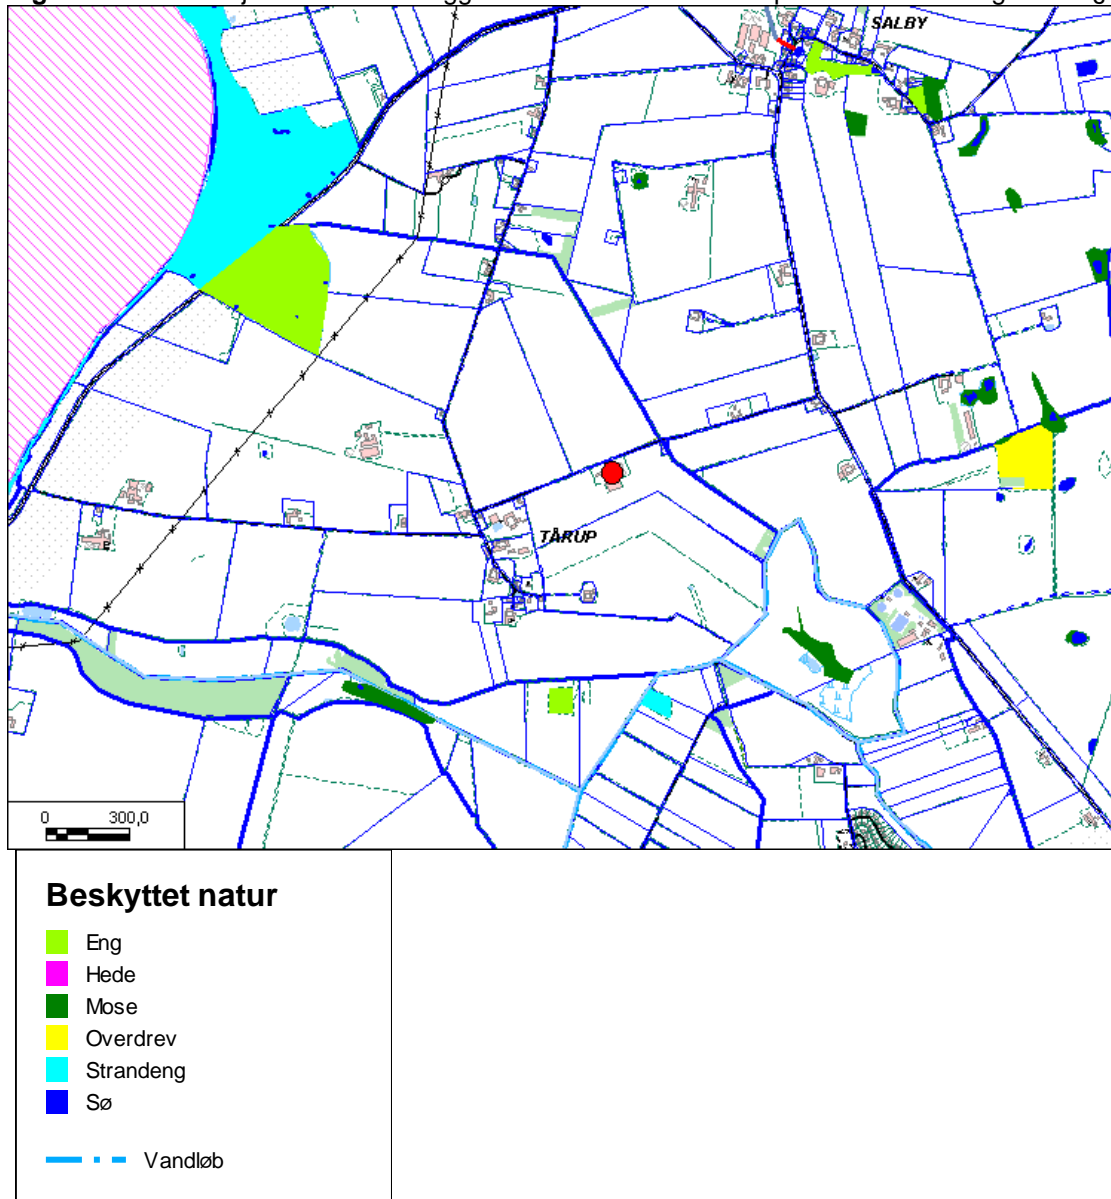 SALBY
TÅRUP
0 300,0
Beskyttet natur
Eng
Hede
Mose
Overdrev
Strandeng
Sø
Vandløb